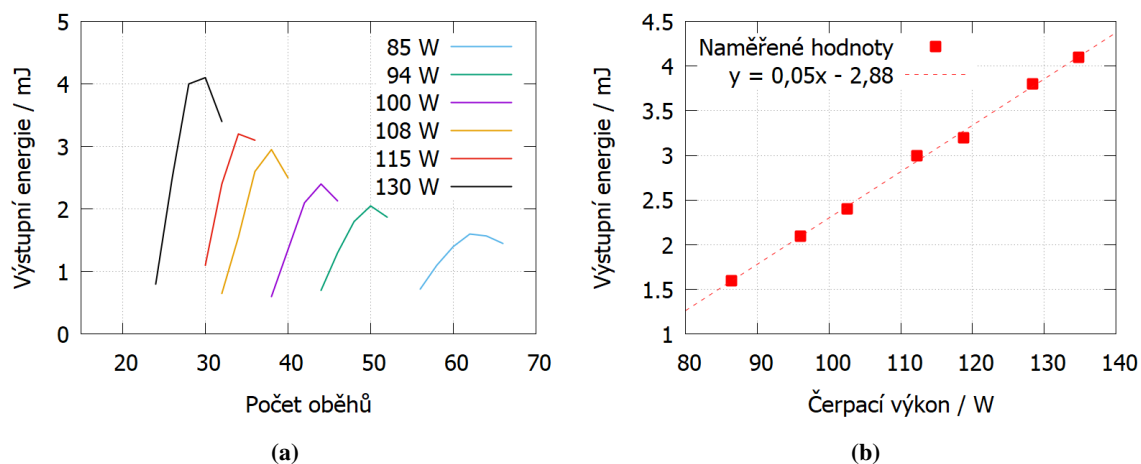 5
4
3
2
1
0
Výstupní energie / mJ
85 W
94 W
100 W
108 W
115 W
130 W
20 30 40 50 60 70
Počet oběhů
(a)
4.5
4
3.5
3
2.5
2
1.5
1
Výstupní energie / mJ
Naměřené hodnoty
y = 0,05x - 2,88
80 90 100 110 120 130 140
Čerpací výkon / W
(b)